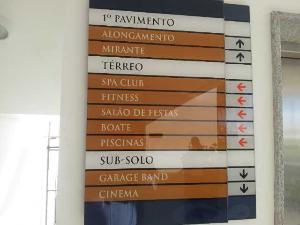 1º PAVIMENTO
ALONGAMENTO
MIRANTE
TÉRREO
SPA CLUB
FITNESS
SALÃO DE FESTAS
BOATE
PISCINAS
SUB-SOLO
GARAGE BAND
CINEMA